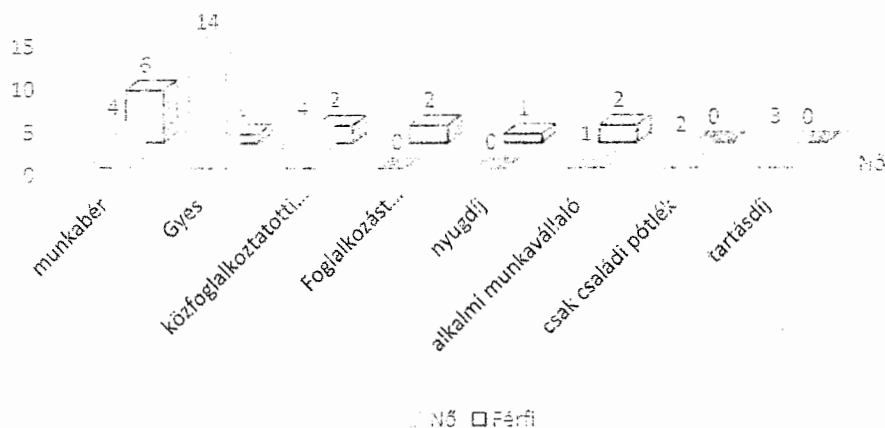 15
10
5
0
4 6
14
4 2
0 2
0 1
1 2
2 0
3 0
Nő
munkabér
Gyes
közfoglalkoztatotti...
Foglalkozást...
nyugdíj
alkalmi munkavállaló
csak családi pótlék
tartásdíj
Nő Férfi